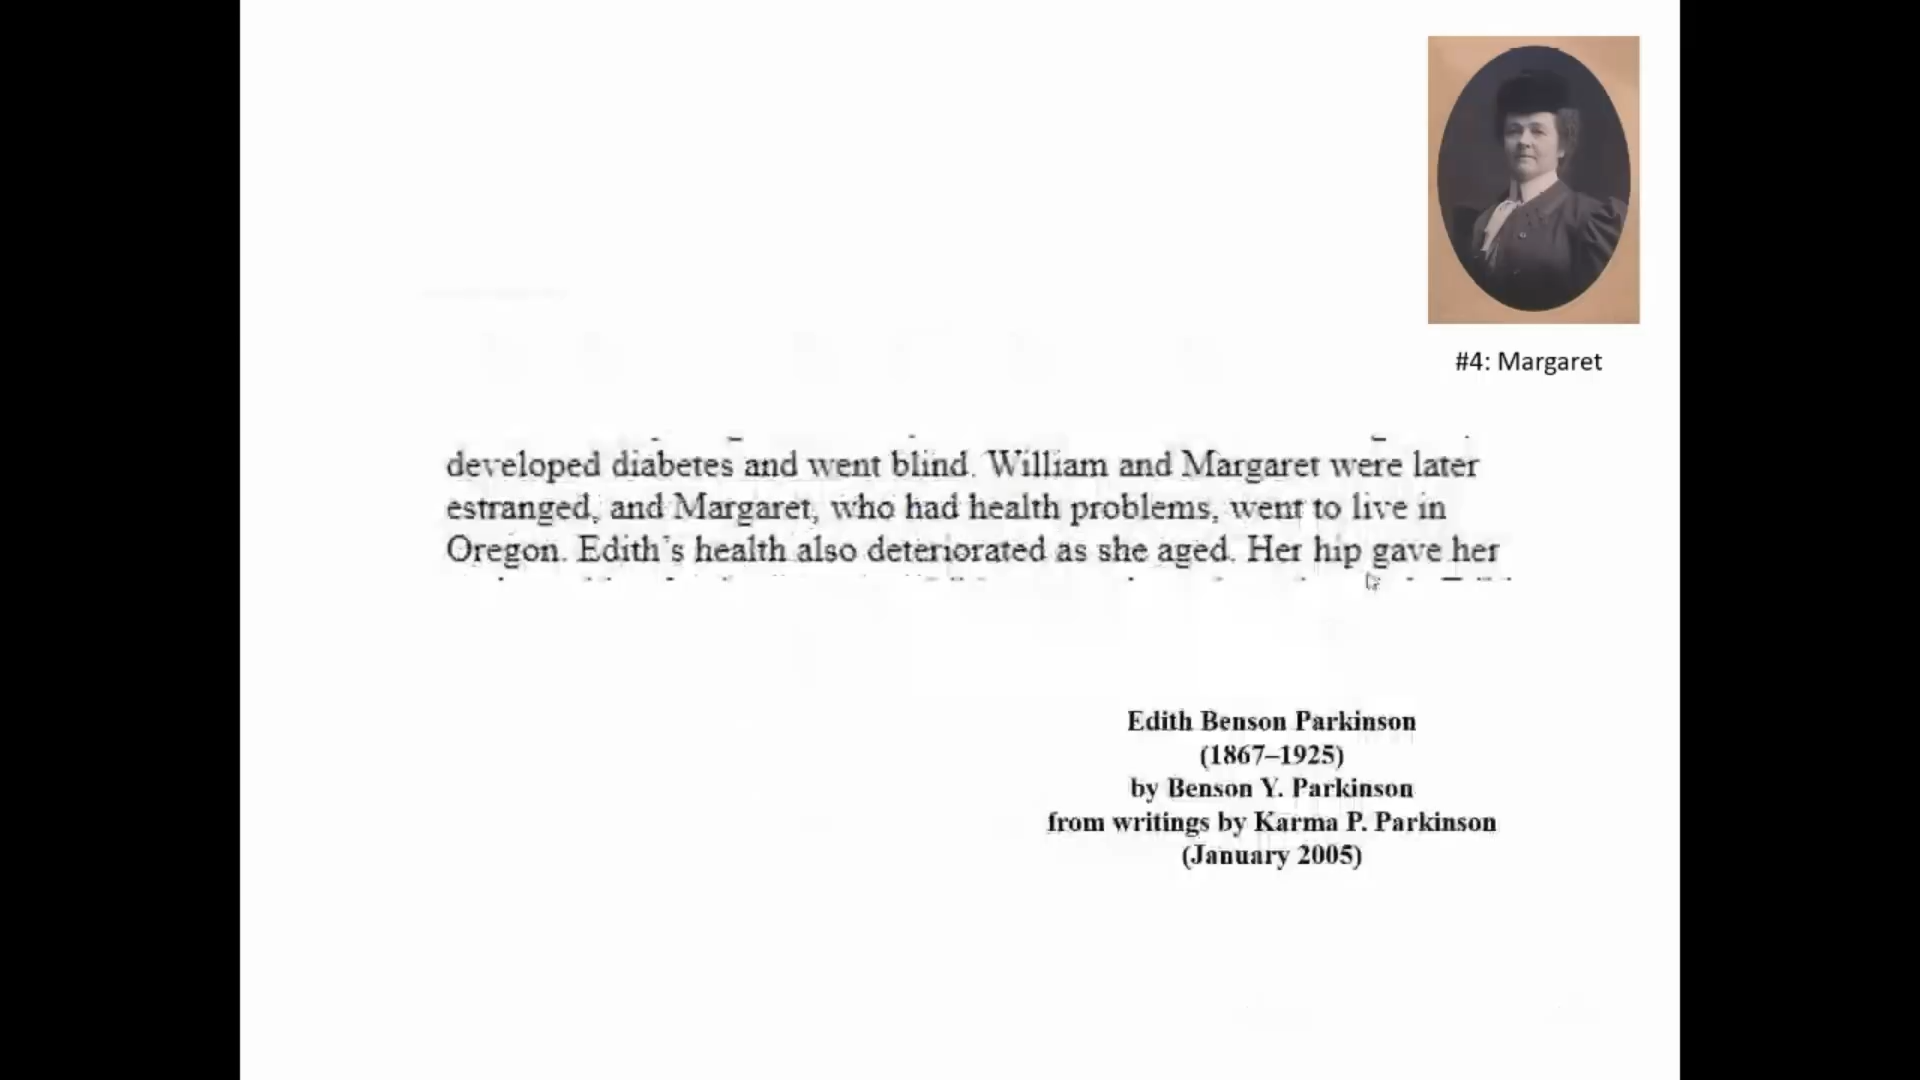 #4: Margaret
developed diabetes and went blind. William and Margaret were later
estranged, and Margaret, who had health problems, went to live in
Oregon. Edith's health also deteriorated as she aged. Her hip gave her
Edith Benson Parkinson
(1867–1925)
by Benson Y. Parkinson
from writings by Karma P. Parkinson
(January 2005)